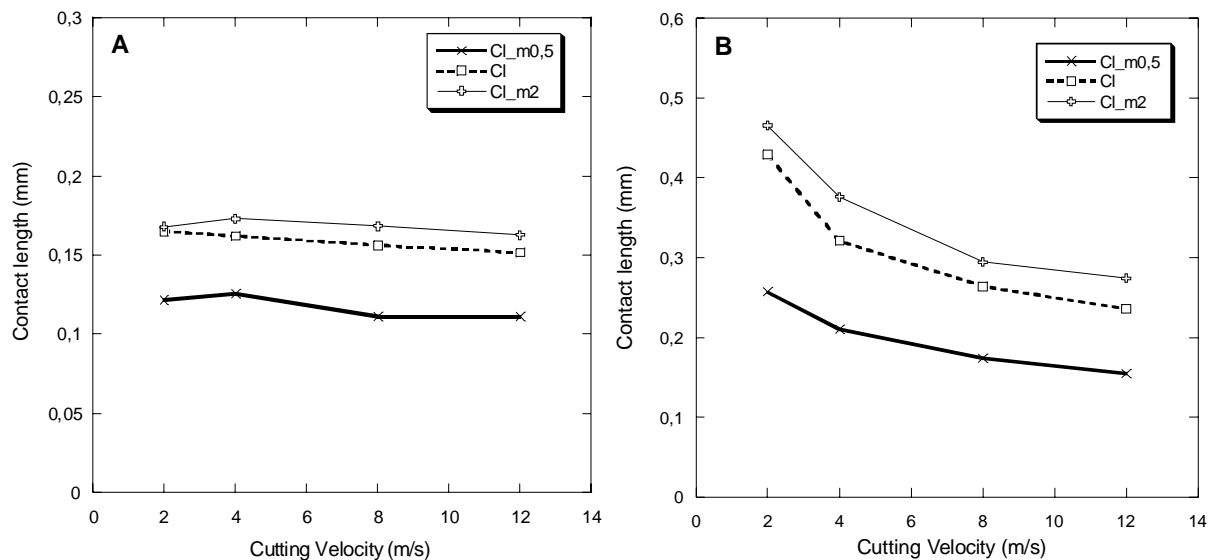 A
Cl_m0,5
Cl
Cl_m2
0,3
0,25
0,2
0,15
0,1
0,05
0
Contact length (mm)
0 2 4 6 8 10 12 14
Cutting Velocity (m/s)
B
Cl_m0,5
Cl
Cl_m2
0,6
0,5
0,4
0,3
0,2
0,1
0
Contact length (mm)
0 2 4 6 8 10 12 14
Cutting Velocity (m/s)